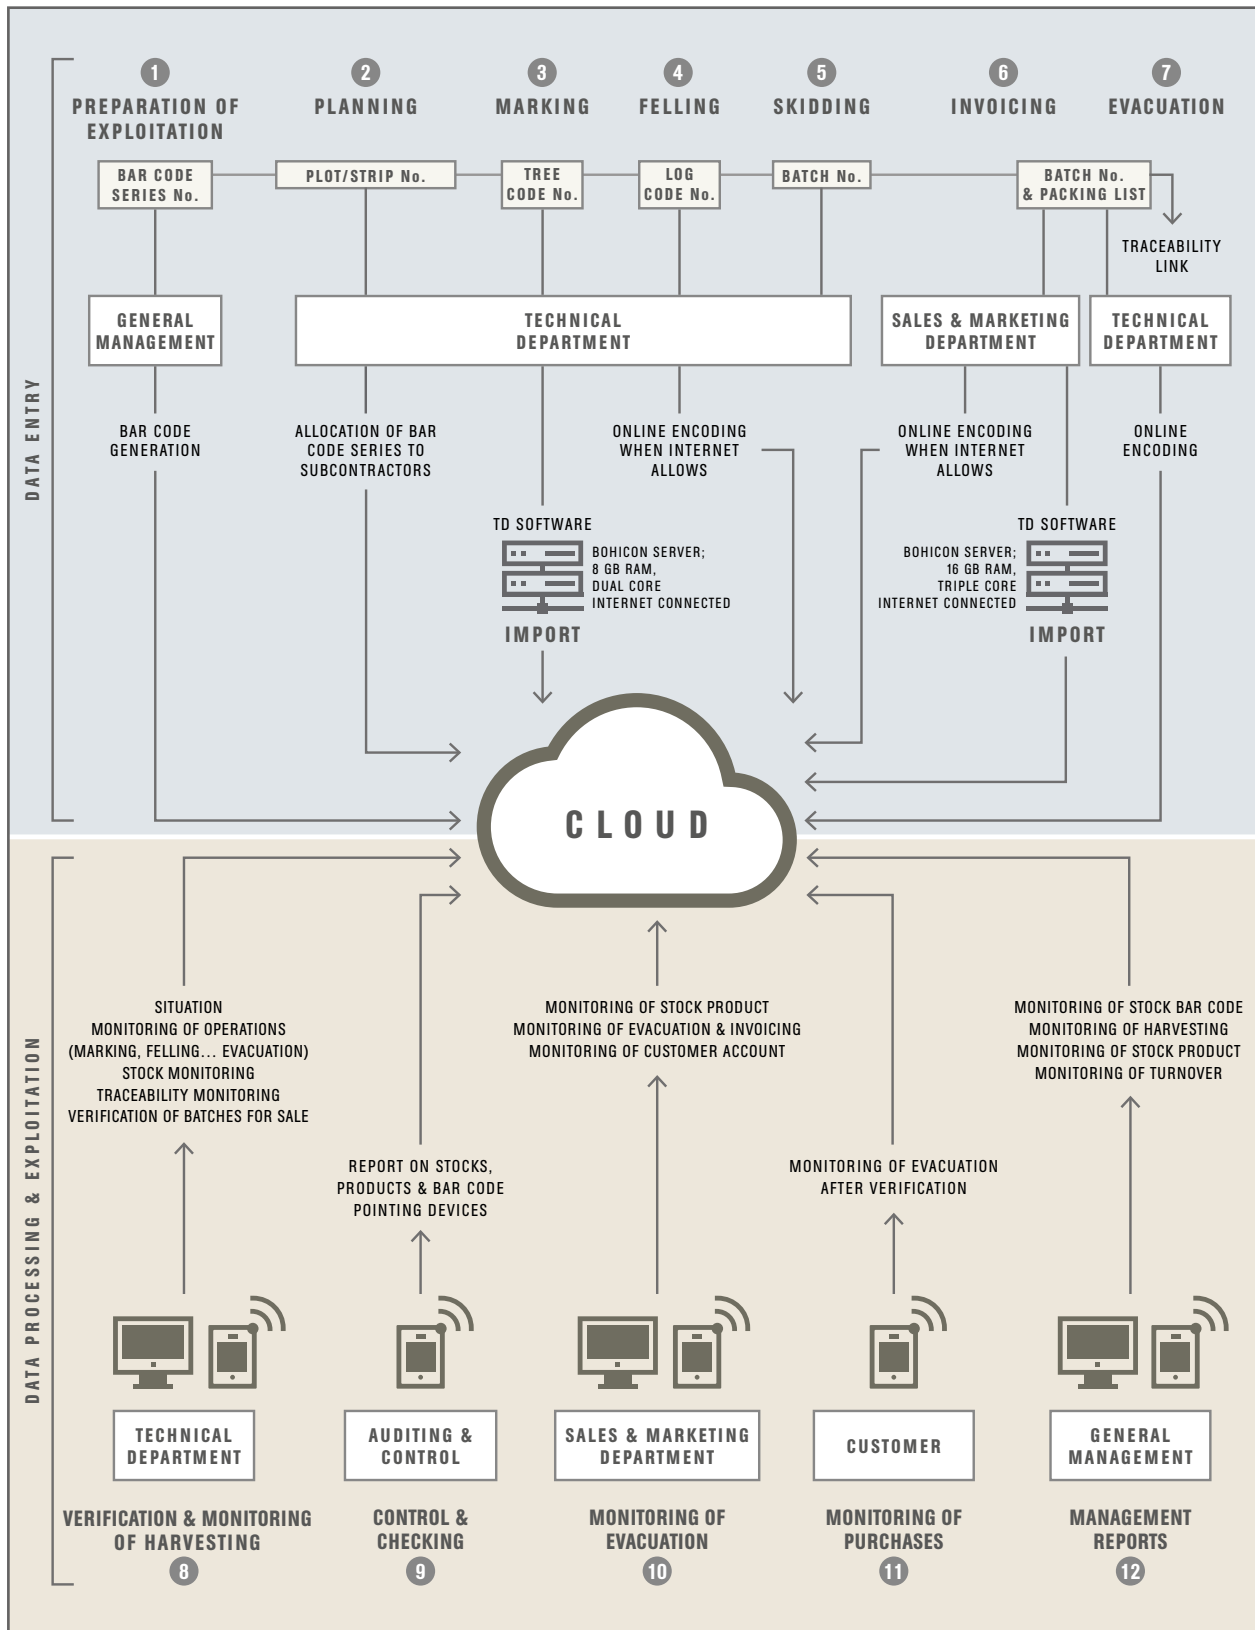 1
PREPARATION OF
EXPLOITATION
2
PLANNING
3
MARKING
4
FELLING
5
SKIDDING
6
INVOICING
7
EVACUATION
BAR CODE
SERIES No.
PLOT/STRIP No.
TREE
CODE No.
LOG
CODE No.
BATCH No.
BATCH No.
& PACKING LIST
TRACEABILITY
LINK
GENERAL
MANAGEMENT
TECHNICAL
DEPARTMENT
SALES & MARKETING
DEPARTMENT
TECHNICAL
DEPARTMENT
DATA ENTRY
BAR CODE
GENERATION
ALLOCATION OF BAR
CODE SERIES TO
SUBCONTRACTORS
ONLINE ENCODING
WHEN INTERNET
ALLOWS
ONLINE ENCODING
WHEN INTERNET
ALLOWS
ONLINE
ENCODING
TD SOFTWARE
BOHICON SERVER;
8 GB RAM,
DUAL CORE
INTERNET CONNECTED
IMPORT
TD SOFTWARE
BOHICON SERVER;
16 GB RAM,
TRIPLE CORE
INTERNET CONNECTED
IMPORT
CLOUD
DATA PROCESSING & EXPLOITATION
SITUATION
MONITORING OF OPERATIONS
(MARKING, FELLING... EVACUATION)
STOCK MONITORING
TRACEABILITY MONITORING
VERIFICATION OF BATCHES FOR SALE
REPORT ON STOCKS,
PRODUCTS & BAR CODE
POINTING DEVICES
MONITORING OF STOCK PRODUCT
MONITORING OF EVACUATION & INVOICING
MONITORING OF CUSTOMER ACCOUNT
MONITORING OF EVACUATION
AFTER VERIFICATION
MONITORING OF STOCK BAR CODE
MONITORING OF HARVESTING
MONITORING OF STOCK PRODUCT
MONITORING OF TURNOVER
TECHNICAL
DEPARTMENT
AUDITING &
CONTROL
SALES & MARKETING
DEPARTMENT
CUSTOMER
GENERAL
MANAGEMENT
VERIFICATION & MONITORING
OF HARVESTING
8
CONTROL &
CHECKING
9
MONITORING OF
EVACUATION
10
MONITORING OF
PURCHASES
11
MANAGEMENT
REPORTS
12